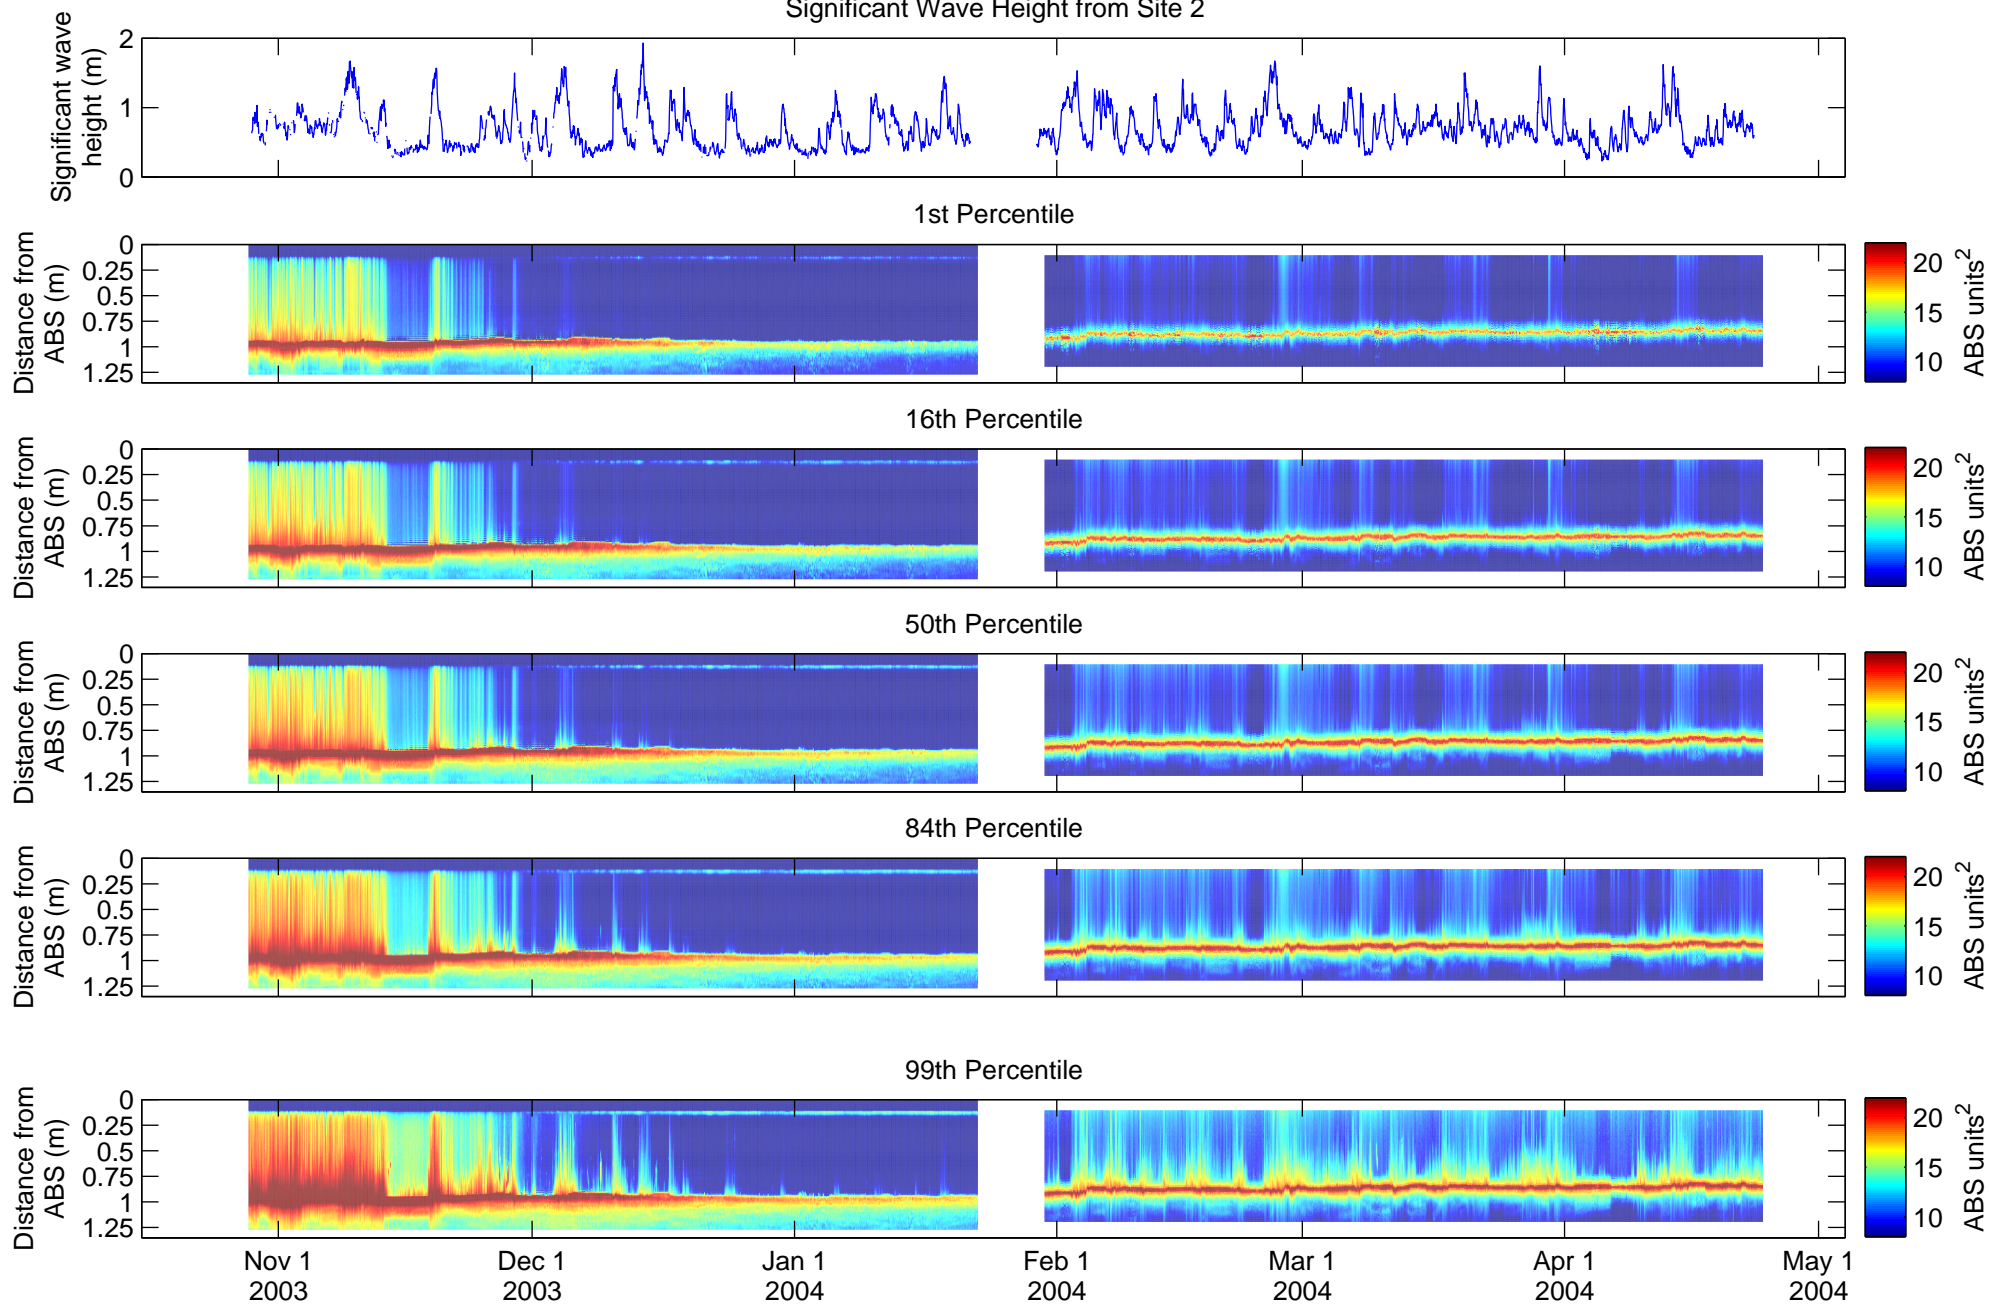 Significant Wave Height from Site 2
Significant wave
height (m)
2
1
0
1st Percentile
Distance from
ABS (m)
0
0.25
0.5
0.75
1
1.25
20
15
10
ABS units²
16th Percentile
Distance from
ABS (m)
0
0.25
0.5
0.75
1
1.25
20
15
10
ABS units²
50th Percentile
Distance from
ABS (m)
0
0.25
0.5
0.75
1
1.25
20
15
10
ABS units²
84th Percentile
Distance from
ABS (m)
0
0.25
0.5
0.75
1
1.25
20
15
10
ABS units²
99th Percentile
Distance from
ABS (m)
0
0.25
0.5
0.75
1
1.25
20
15
10
ABS units²
Nov 1 Dec 1 Jan 1 Feb 1 Mar 1 Apr 1 May 1
2003 2003 2004 2004 2004 2004 2004